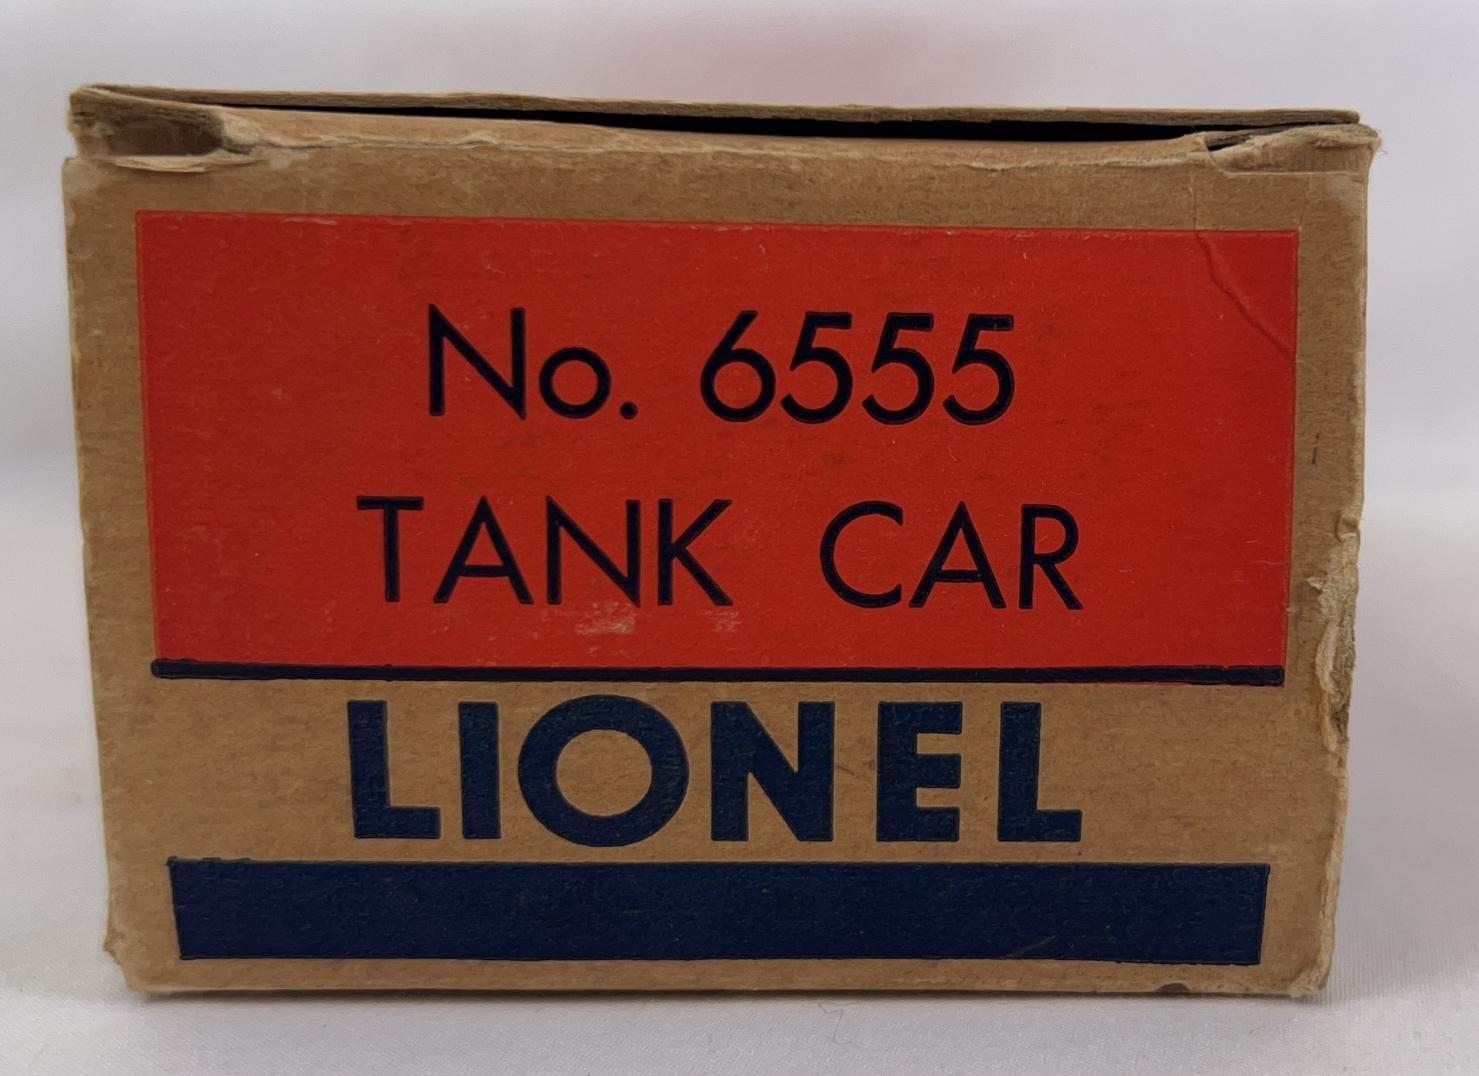 No. 6555
TANK CAR
LIONEL